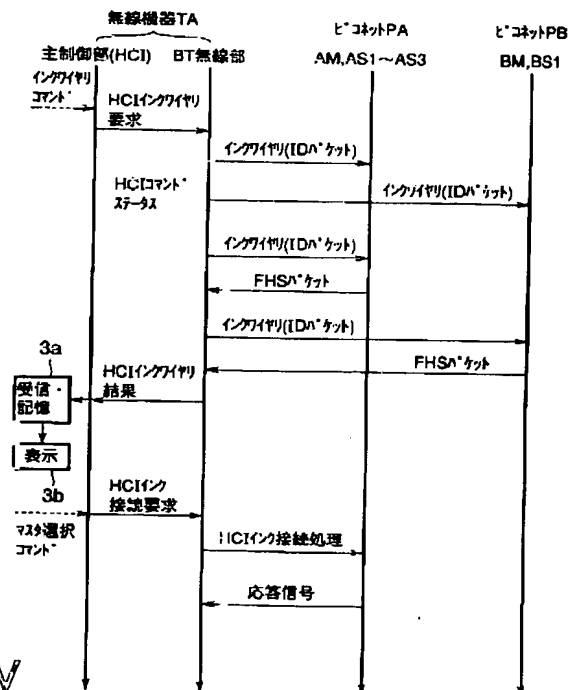 無線機器TA
ピコネットPA
ピコネットPB
主制御部(HCI)
BT無線部
AM,AS1～AS3
BM,BS1
インクワイヤリ
コマンド
HCIインクワイヤリ
要求
インクワイヤリ(IDパケット)
HCIコマンド
ステータス
インクワイヤリ(IDパケット)
インクワイヤリ(IDパケット)
FHSパケット
インクワイヤリ(IDパケット)
3a
HCIインクワイヤリ
結果
FHSパケット
受信・
記憶
表示
3b
HCIインク
接続要求
マスタ選択
コマンド
HCIインク接続処理
応答信号